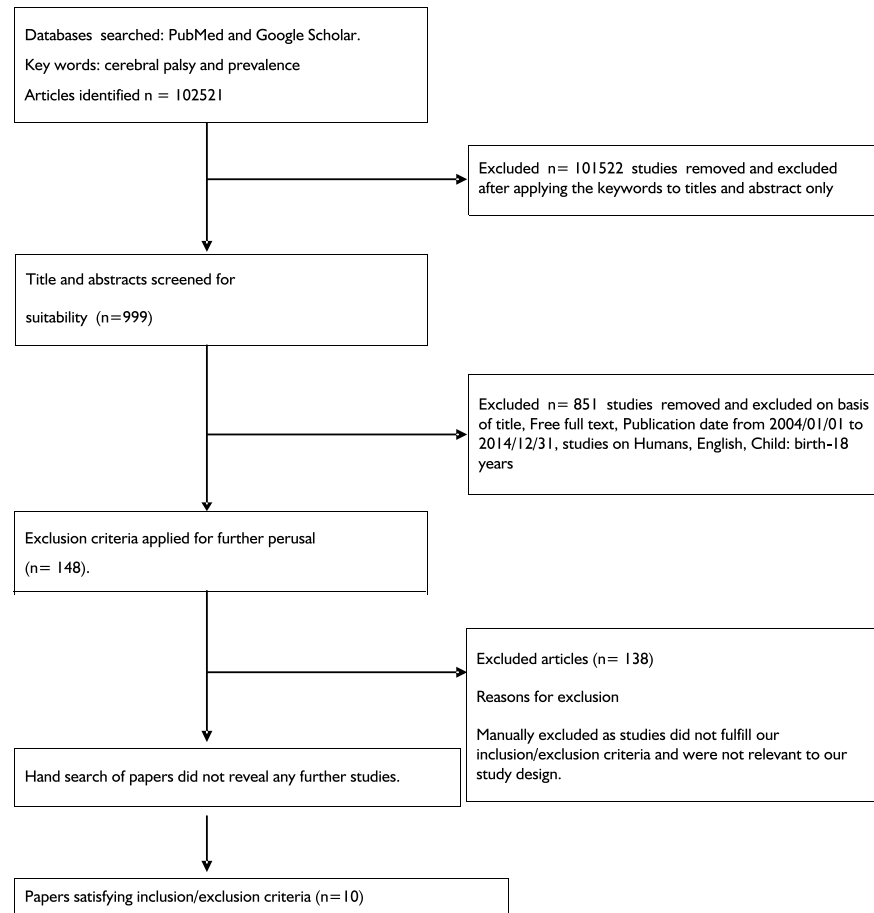 Databases searched: PubMed and Google Scholar.
Key words: cerebral palsy and prevalence
Articles identified n = 102521
Excluded n= 101522 studies removed and excluded
after applying the keywords to titles and abstract only
Title and abstracts screened for
suitability (n=999)
Excluded n= 851 studies removed and excluded on basis
of title, Free full text, Publication date from 2004/01/01 to
2014/12/31, studies on Humans, English, Child: birth-18
years
Exclusion criteria applied for further perusal
(n= 148).
Excluded articles (n= 138)
Reasons for exclusion
Manually excluded as studies did not fulfill our
inclusion/exclusion criteria and were not relevant to our
study design.
Hand search of papers did not reveal any further studies.
Papers satisfying inclusion/exclusion criteria (n=10)